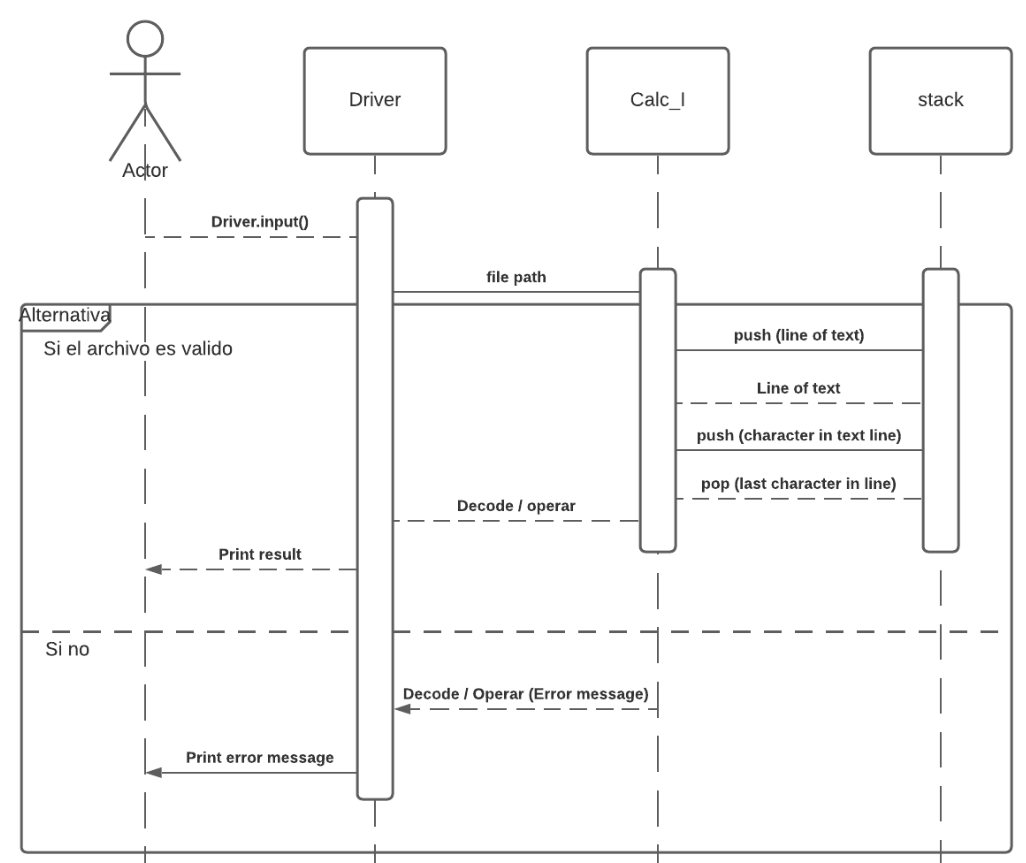 Driver
Calc_I
stack
Actor
Driver.input()
file path
Alternativa
push (line of text)
Si el archivo es valido
Line of text
push (character in text line)
pop (last character in line)
Decode / operar
Print result
Si no
Decode / Operar (Error message)
Print error message